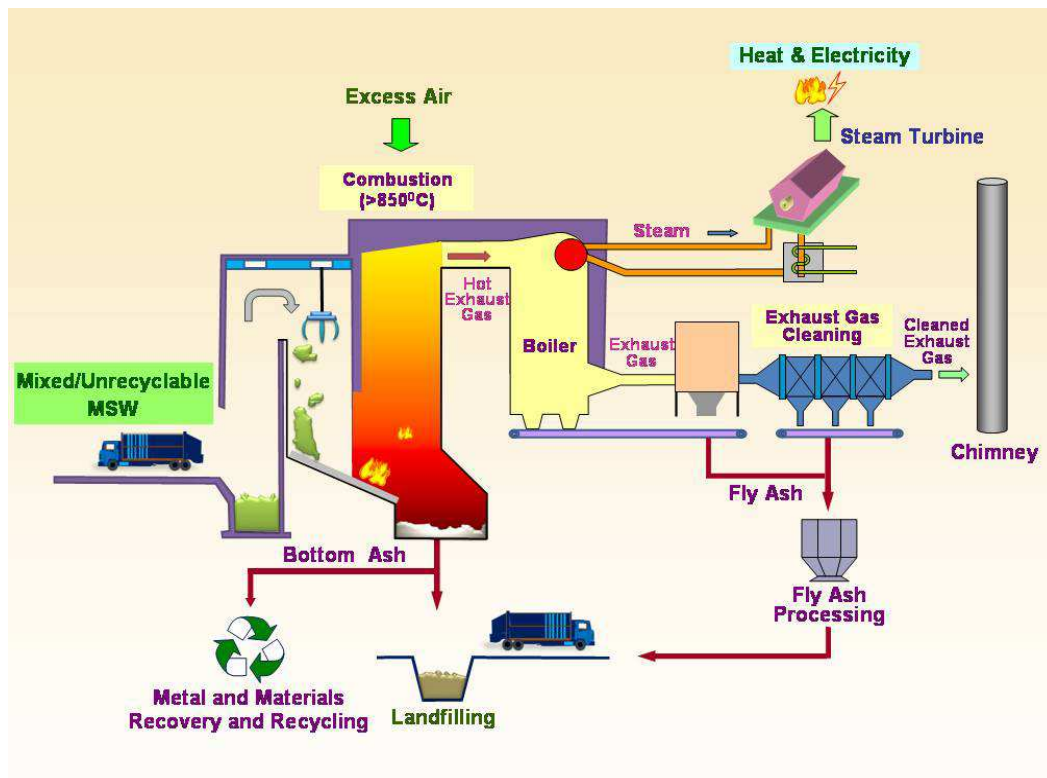 Heat & Electricity
Excess Air
Steam Turbine
Combustion
(>850⁰C)
Steam
Hot
Exhaust
Gas
Boiler
Exhaust
Gas
Exhaust Gas
Cleaning
Cleaned
Exhaust
Gas
Mixed/Unrecyclable
MSW
Chimney
Fly Ash
Bottom Ash
Fly Ash
Processing
Metal and Materials
Recovery and Recycling
Landfilling